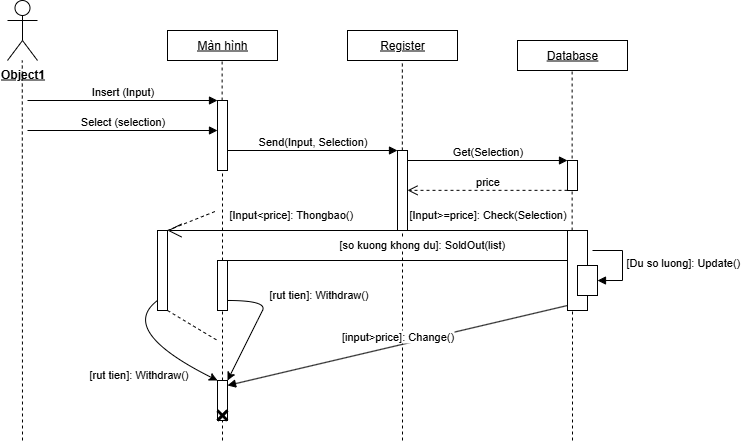 Màn hình
Register
Database
Object1
Insert (Input)
Select (selection)
Send(Input, Selection)
Get(Selection)
price
[Input<price]: Thongbao()
[Input>=price]: Check(Selection)
[so kuong khong du]: SoldOut(list)
[Du so luong]: Update()
[rut tien]: Withdraw()
[input>price]: Change()
[rut tien]: Withdraw()